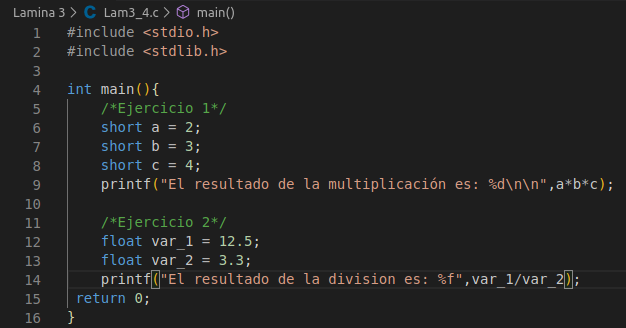 Lamina 3 > C Lam3_4.c > main()
1 #include <stdio.h>
2 #include <stdlib.h>
3
4 int main(){
5     /*Ejercicio 1*/
6     short a = 2;
7     short b = 3;
8     short c = 4;
9     printf("El resultado de la multiplicación es: %d\n\n",a*b*c);
10
11     /*Ejercicio 2*/
12     float var_1 = 12.5;
13     float var_2 = 3.3;
14     printf("El resultado de la division es: %f",var_1/var_2);
15  return 0;
16 }